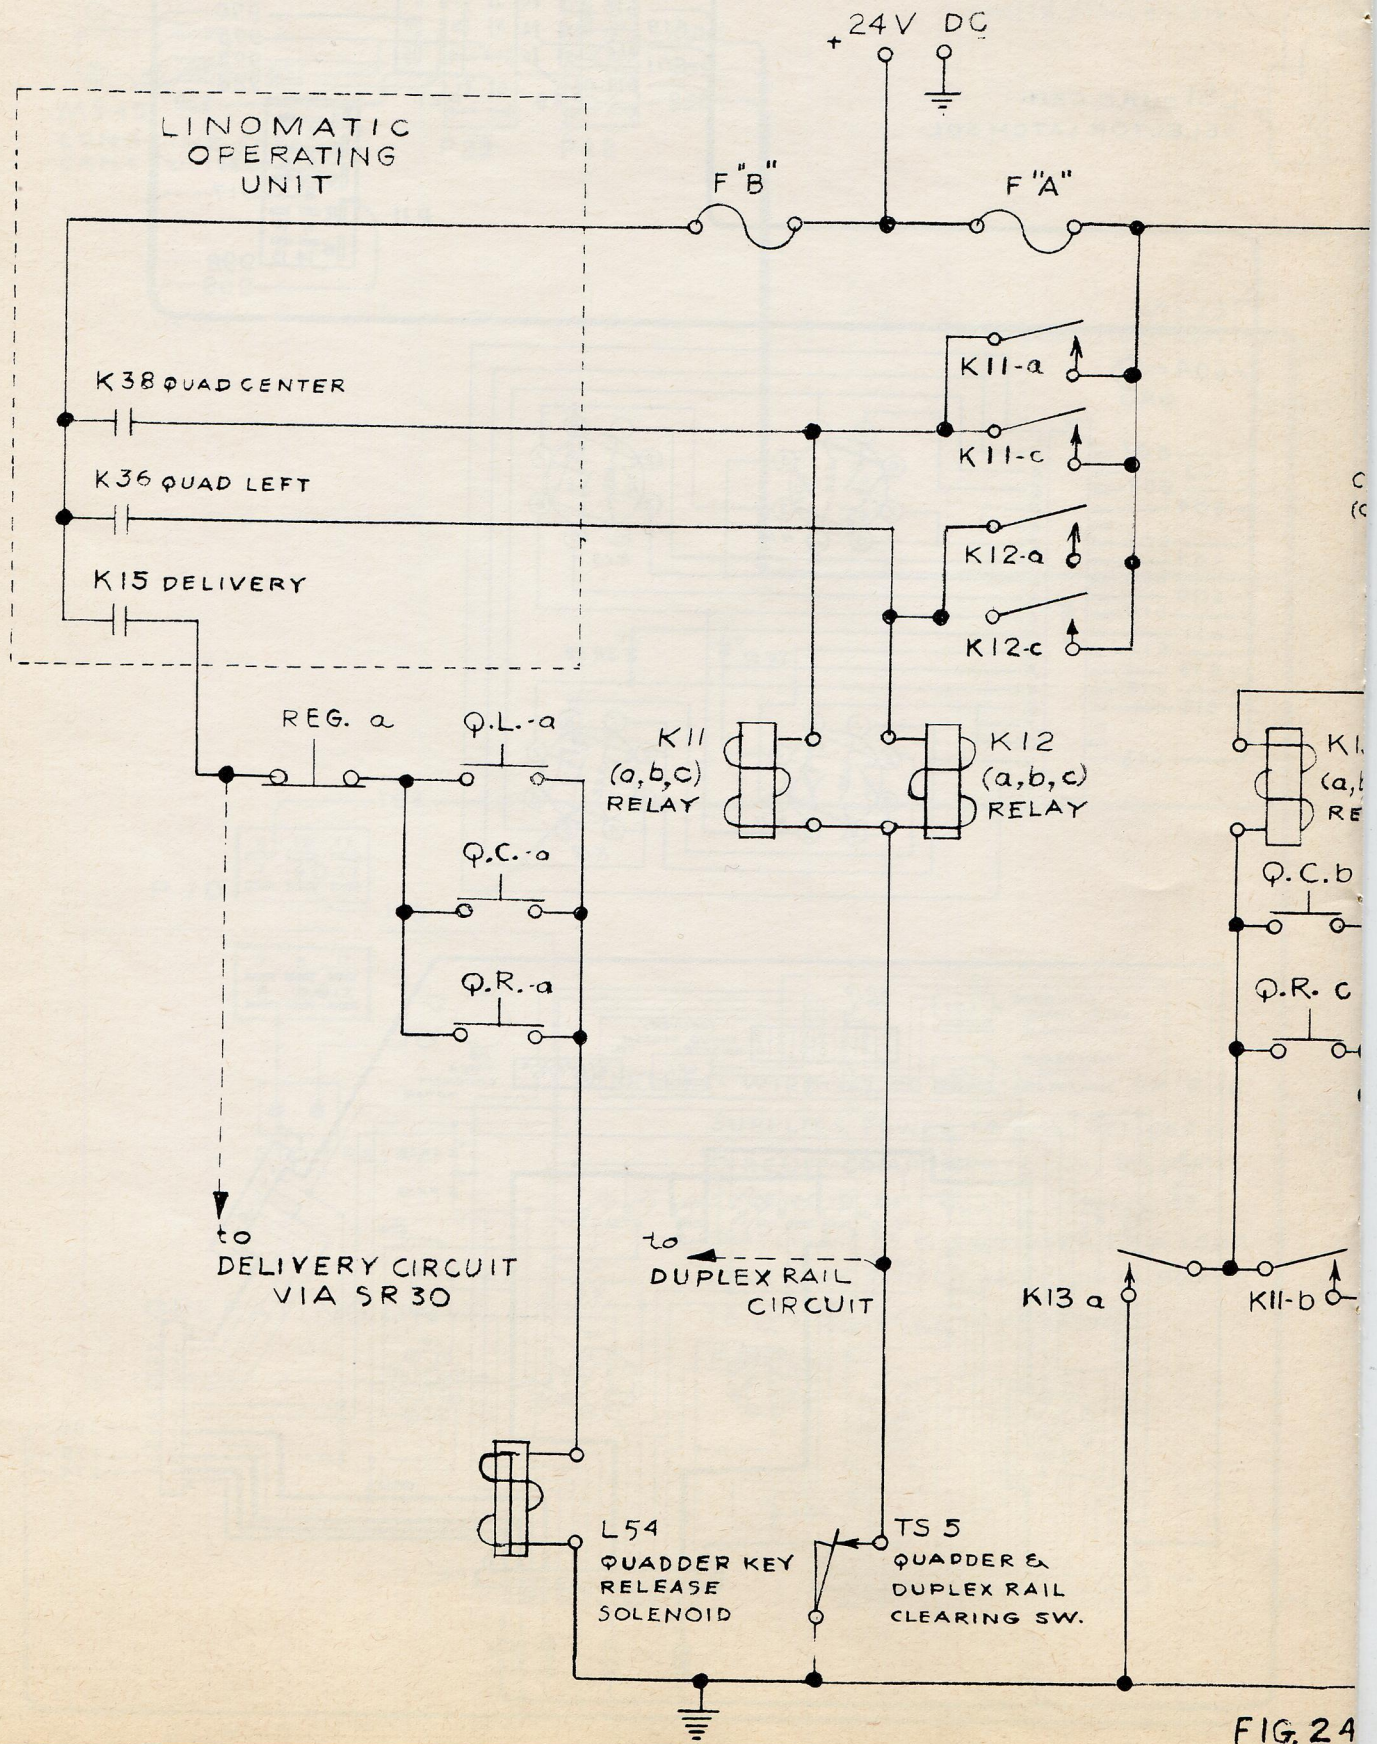 + 24V DC
LINOMATIC
OPERATING
UNIT
F "B"
F "A"
K11-a
K38 QUAD CENTER
K11-c
K36 QUAD LEFT
K12-a
K15 DELIVERY
K12-c
REG. a
Q.L.-a
K11
(a,b,c)
RELAY
K12
(a,b,c)
RELAY
Q.C.-a
Q.C.b
Q.R.-a
Q.R. c
to
DELIVERY CIRCUIT
VIA SR30
to
DUPLEX RAIL
CIRCUIT
K13 a
K11-b
L54
QUADDER KEY
RELEASE
SOLENOID
TS 5
QUADDER &
DUPLEX RAIL
CLEARING SW.
FIG. 24